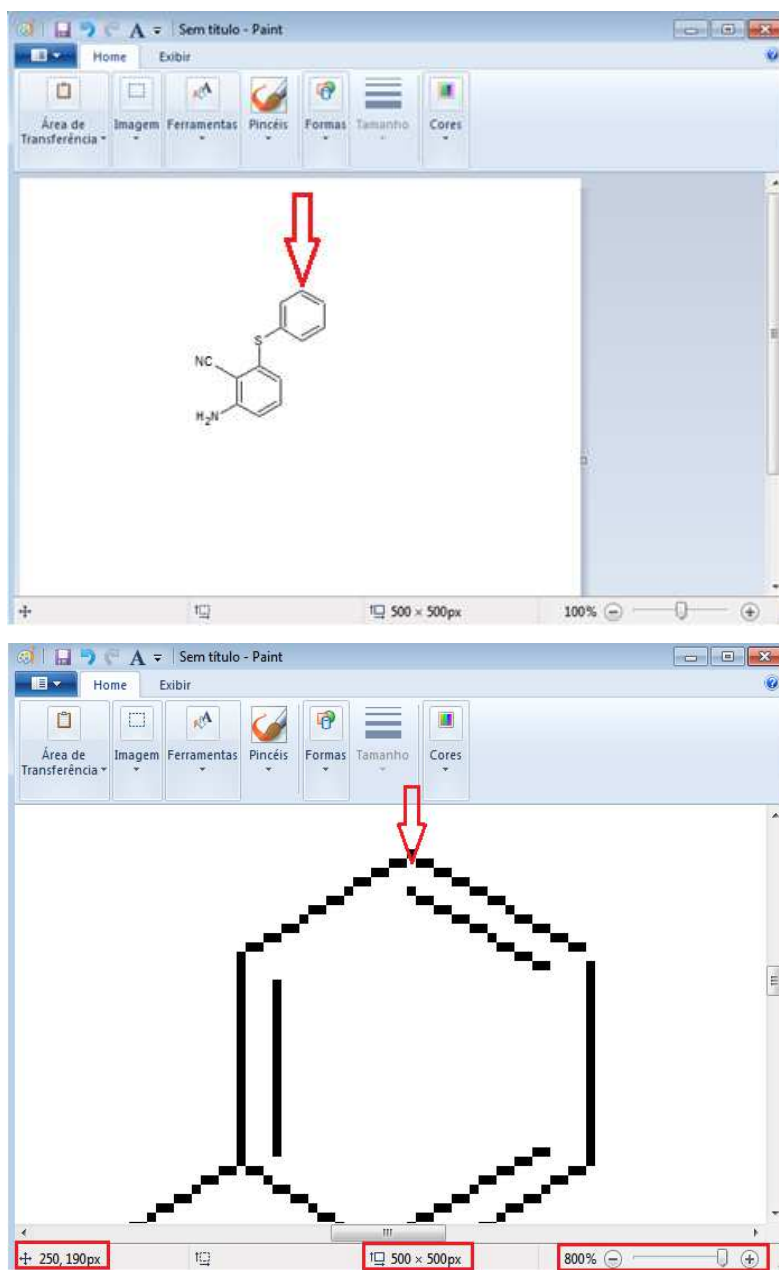 A Sem título - Paint
Home Exibir
Área de Transferência
Imagem
Ferramentas
Pincéis
Formas
Tamanho
Cores
S
NC
H₂N
500 × 500px
100%
A Sem título - Paint
Home Exibir
Área de Transferência
Imagem
Ferramentas
Pincéis
Formas
Tamanho
Cores
250, 190px
500 × 500px
800%